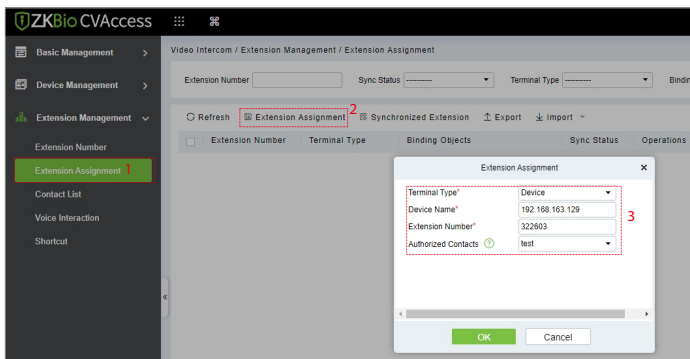 ZKBio CVAccess
Basic Management
Device Management
Extension Management
Extension Number
Extension Assignment 1
Contact List
Voice Interaction
Shortcut
Video Intercom / Extension Management / Extension Assignment
Extension Number Sync Status ---------- Terminal Type ---------- Bindin
Refresh Extension Assignment 2 Synchronized Extension Export Import
Extension Number Terminal Type Binding Objects Sync Status Operations
Extension Assignment ×
Terminal Type* Device
Device Name* 192.168.163.129
Extension Number* 322603
Authorized Contacts ? test
3
OK Cancel